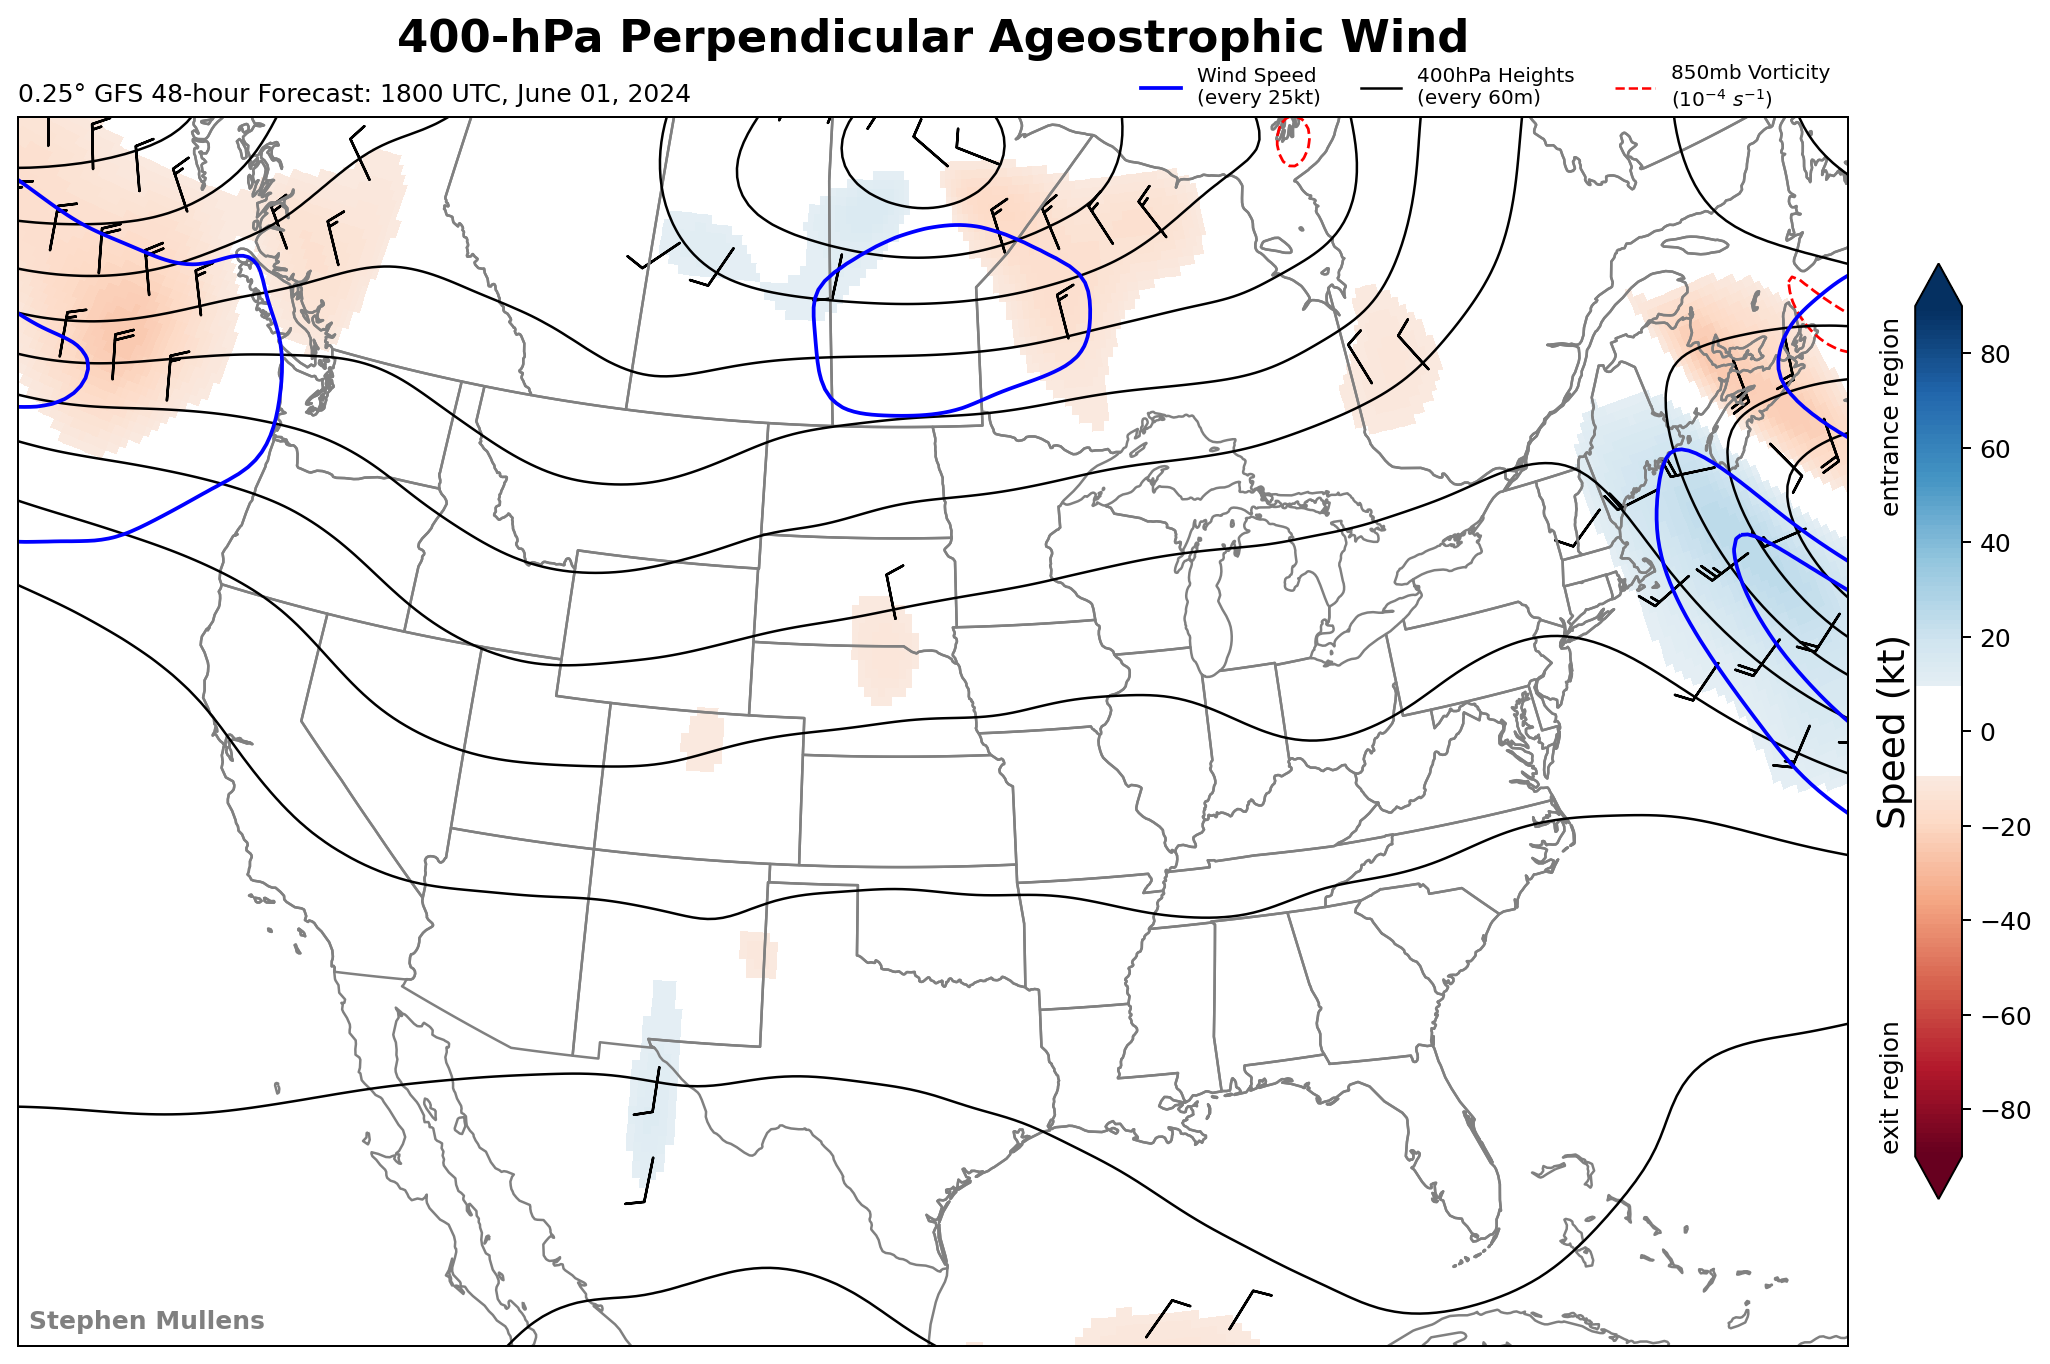 400-hPa Perpendicular Ageostrophic Wind
0.25° GFS 48-hour Forecast: 1800 UTC, June 01, 2024
Wind Speed
(every 25kt)
400hPa Heights
(every 60m)
850mb Vorticity
(10⁻⁴ s⁻¹)
entrance region
Speed (kt)
exit region
80
60
40
20
0
−20
−40
−60
−80
Stephen Mullens